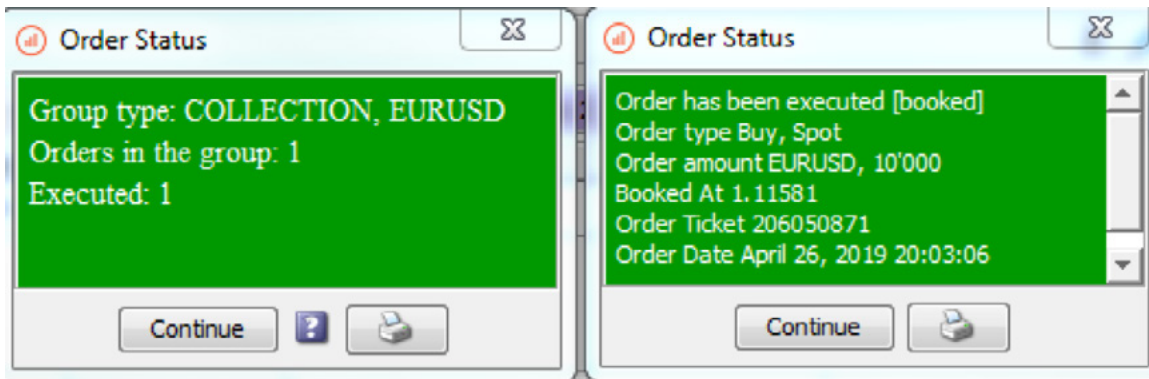 Order Status
Group type: COLLECTION, EURUSD
Orders in the group: 1
Executed: 1
Continue
?
Order Status
Order has been executed [booked]
Order type Buy, Spot
Order amount EURUSD, 10'000
Booked At 1.11581
Order Ticket 206050871
Order Date April 26, 2019 20:03:06
Continue